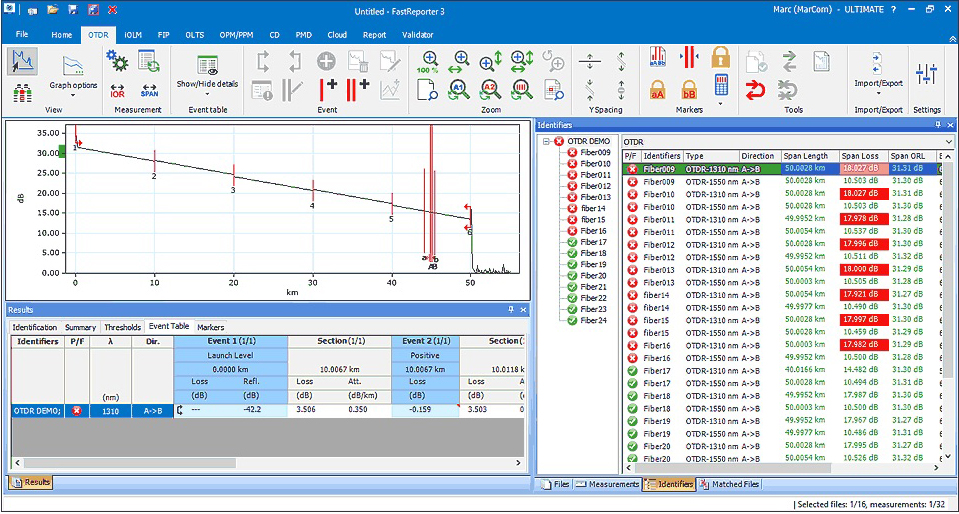 Untitled - FastReporter 3
Marc (MarCom) - ULTIMATE ?
File Home OTDR iOLM FIP OLTS OPM/PPM CD PMD Cloud Report Validator
Graph options
View
IOR SPAN
Measurement
Show/Hide details
Event table
Event
100 %
A1 A2
Zoom
Y Spacing
aABb
aA bB
Markers
Tools
Import/Export
Import/Export
Settings
35.00
30.00
25.00
20.00
15.00
10.00
5.00
0.00
dB
1 2 3 4 5 6
a b
AB
0 10 20 30 40 50
km
Results
Identification Summary Thresholds Event Table Markers
Identifiers P/F λ Dir. Event 1 (1/1) Section (1/1) Event 2 (1/1) Section(
Launch Level Positive
0.0000 km 10.0067 km 10.0067 km 10.0118 k
Loss Refl. Loss Att. Loss Loss
(nm) (dB) (dB) (dB) (dB/km) (dB) (dB)
OTDR DEMO; 1310 A->B --- -42.2 3.506 0.350 -0.159 3.503 0
Results
Identifiers
OTDR DEMO
Fiber009
Fiber010
Fiber011
Fiber012
Fiber013
fiber14
fiber15
Fiber16
Fiber17
Fiber18
Fiber19
Fiber20
Fiber21
Fiber22
Fiber23
Fiber24
OTDR
P/F Identifiers Type Direction Span Length Span Loss Span ORL E
Fiber009 OTDR-1310 nm A->B 50.0028 km 18.027 dB 31.31 dB
Fiber009 OTDR-1550 nm A->B 50.0028 km 10.503 dB 31.30 dB
Fiber010 OTDR-1310 nm A->B 50.0028 km 18.027 dB 31.31 dB
Fiber010 OTDR-1550 nm A->B 50.0028 km 10.503 dB 31.30 dB
Fiber011 OTDR-1310 nm A->B 49.9952 km 17.978 dB 31.28 dB
Fiber011 OTDR-1550 nm A->B 50.0054 km 10.537 dB 31.31 dB
Fiber012 OTDR-1310 nm A->B 50.0028 km 17.996 dB 31.31 dB
Fiber012 OTDR-1550 nm A->B 49.9952 km 10.511 dB 31.32 dB
Fiber013 OTDR-1310 nm A->B 49.9952 km 18.000 dB 31.29 dB
Fiber013 OTDR-1550 nm A->B 50.0003 km 10.505 dB 31.28 dB
fiber14 OTDR-1310 nm A->B 50.0054 km 17.921 dB 31.27 dB
fiber14 OTDR-1550 nm A->B 49.9977 km 10.490 dB 31.30 dB
fiber15 OTDR-1310 nm A->B 50.0054 km 17.997 dB 31.30 dB
fiber15 OTDR-1550 nm A->B 50.0028 km 10.459 dB 31.29 dB
Fiber16 OTDR-1310 nm A->B 50.0003 km 17.982 dB 31.29 dB
Fiber16 OTDR-1550 nm A->B 49.9952 km 10.500 dB 31.28 dB
Fiber17 OTDR-1310 nm A->B 40.0166 km 14.482 dB 31.30 dB
Fiber17 OTDR-1550 nm A->B 50.0028 km 10.494 dB 31.31 dB
Fiber18 OTDR-1310 nm A->B 49.9952 km 17.987 dB 31.30 dB
Fiber18 OTDR-1550 nm A->B 50.0003 km 10.500 dB 31.30 dB
Fiber19 OTDR-1310 nm A->B 49.9952 km 17.967 dB 31.27 dB
Fiber19 OTDR-1550 nm A->B 49.9977 km 10.486 dB 31.31 dB
Fiber20 OTDR-1310 nm A->B 50.0028 km 17.995 dB 31.27 dB
Fiber20 OTDR-1550 nm A->B 50.0054 km 10.526 dB 31.32 dB
Files Measurements Identifiers Matched Files
Selected files: 1/16, measurements: 1/32